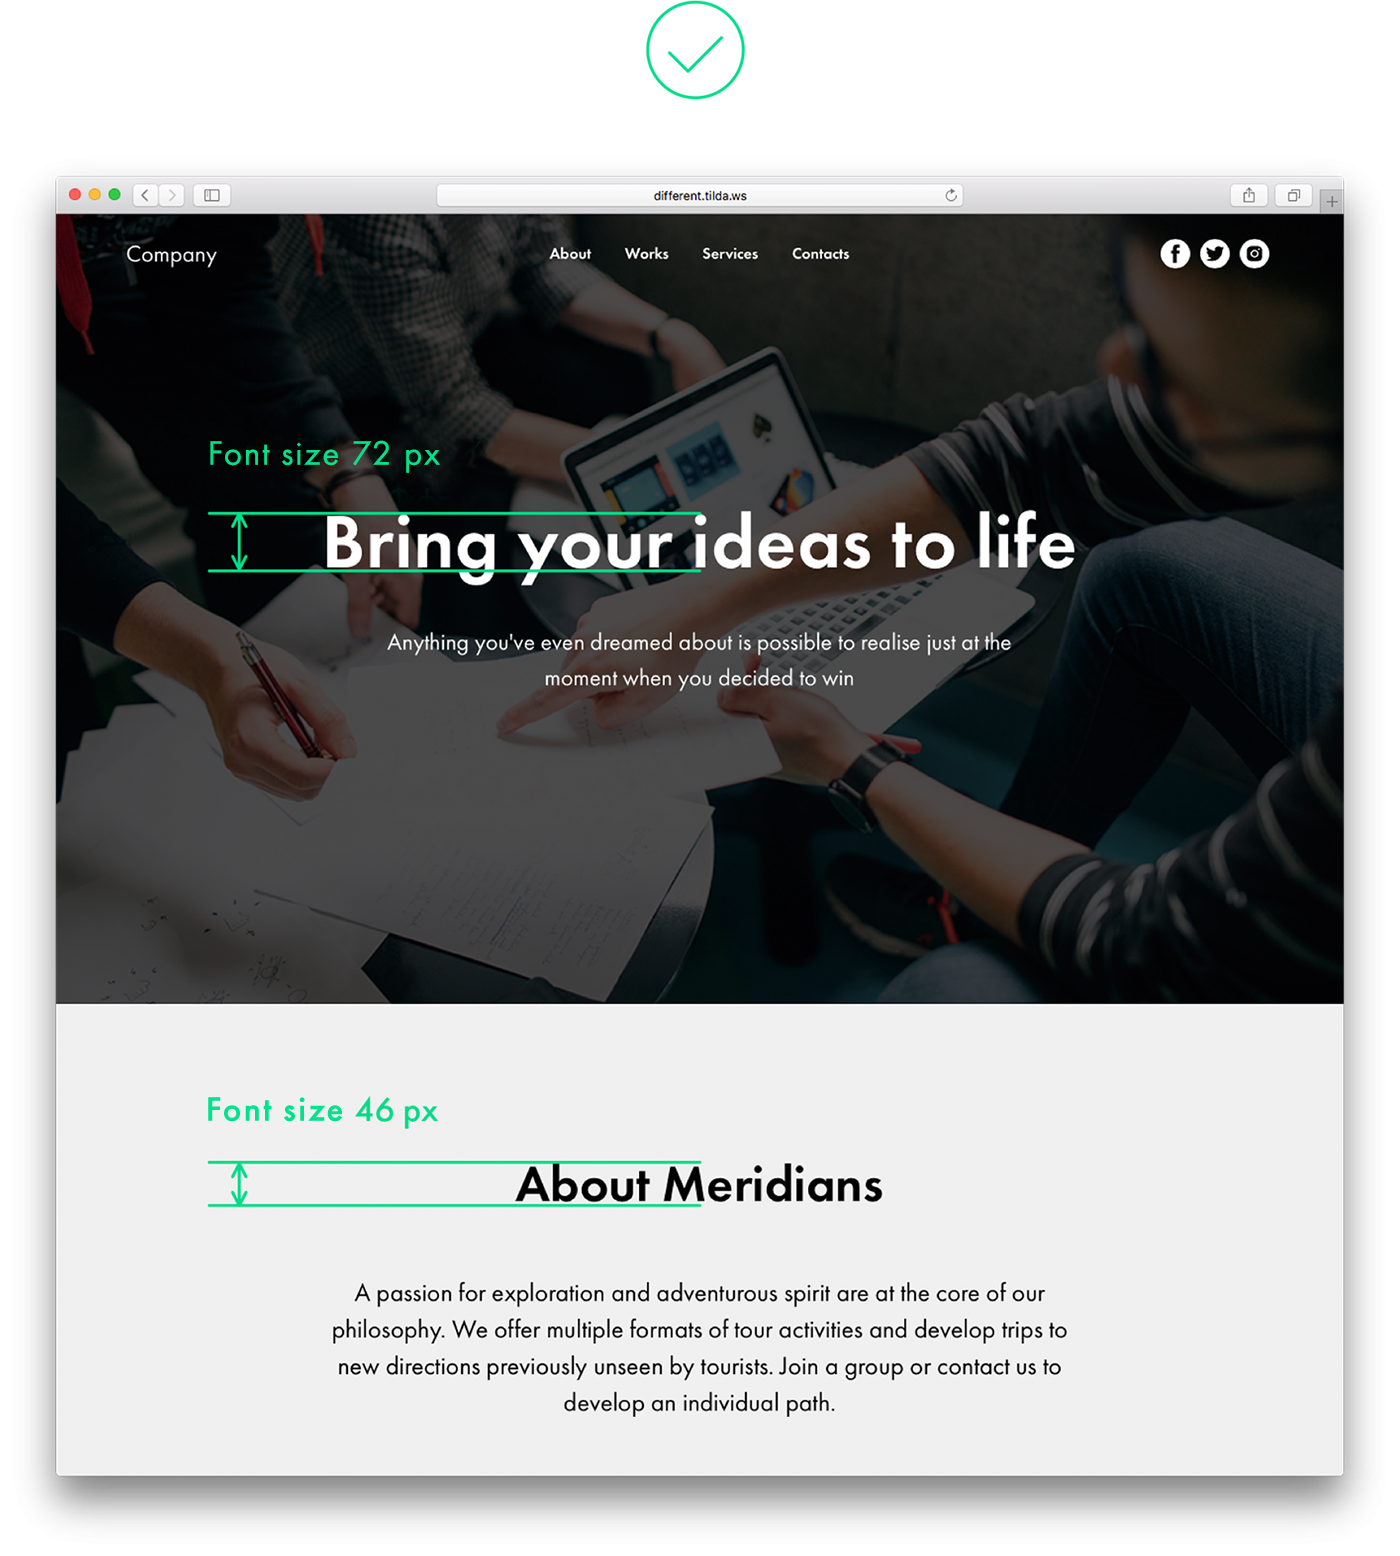 different.tilda.ws
Company
About Works Services Contacts
Font size 72 px
Bring your ideas to life
Anything you've even dreamed about is possible to realise just at the
moment when you decided to win
Font size 46 px
About Meridians
A passion for exploration and adventurous spirit are at the core of our
philosophy. We offer multiple formats of tour activities and develop trips to
new directions previously unseen by tourists. Join a group or contact us to
develop an individual path.